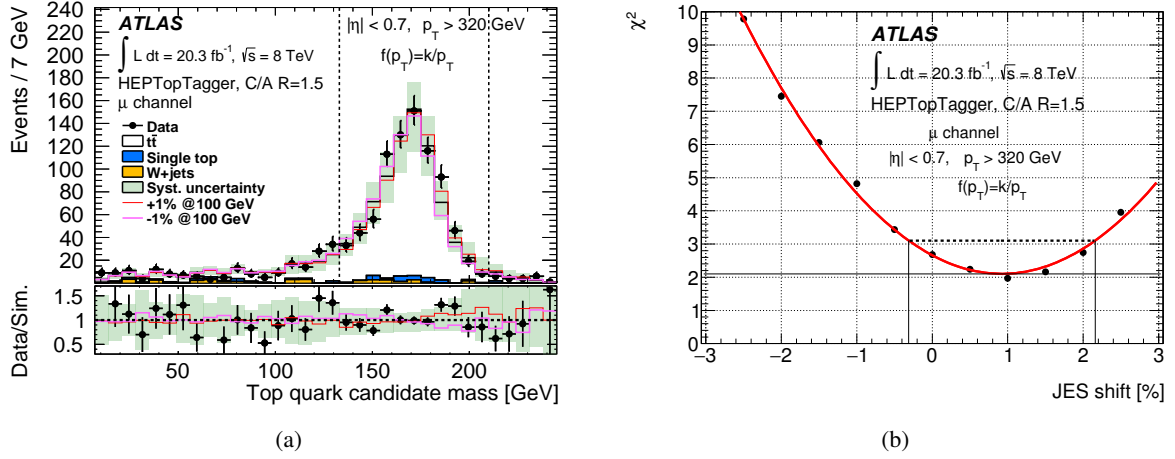 ATLAS
|η| < 0.7, p_T > 320 GeV
∫ L dt = 20.3 fb⁻¹, √s = 8 TeV
f(p_T)=k/p_T
HEPTopTagger, C/A R=1.5
μ channel
Data
tt̄
Single top
W+jets
Syst. uncertainty
+1% @100 GeV
-1% @100 GeV
Events / 7 GeV
240
220
200
180
160
140
120
100
80
60
40
20
Data/Sim.
1.5
1
0.5
50 100 150 200
Top quark candidate mass [GeV]
(a)
χ²
10
9
8
7
6
5
4
3
2
1
0
ATLAS
∫ L dt = 20.3 fb⁻¹, √s = 8 TeV
HEPTopTagger, C/A R=1.5
μ channel
|η| < 0.7, p_T > 320 GeV
f(p_T)=k/p_T
−3 −2 −1 0 1 2 3
JES shift [%]
(b)